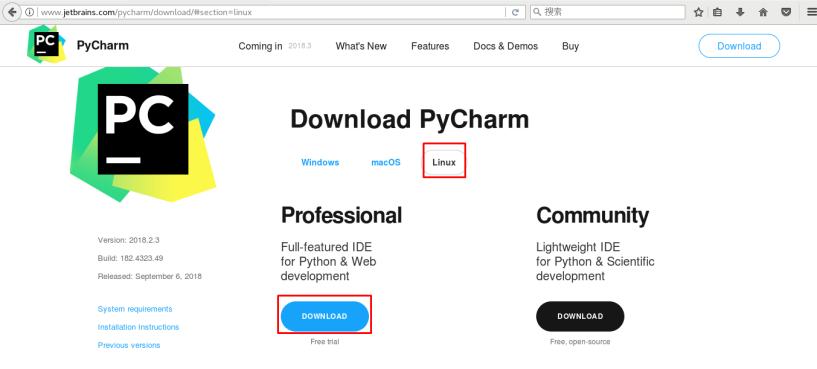 www.jetbrains.com/pycharm/download/#section=linux
搜索
PC
PyCharm
Coming in 2018.3
What's New
Features
Docs & Demos
Buy
Download
PC
Download PyCharm
Windows
macOS
Linux
Version: 2018.2.3
Build: 182.4323.49
Released: September 6, 2018
System requirements
Installation Instructions
Previous versions
Professional
Full-featured IDE
for Python & Web
development
DOWNLOAD
Free trial
Community
Lightweight IDE
for Python & Scientific
development
DOWNLOAD
Free, open-source